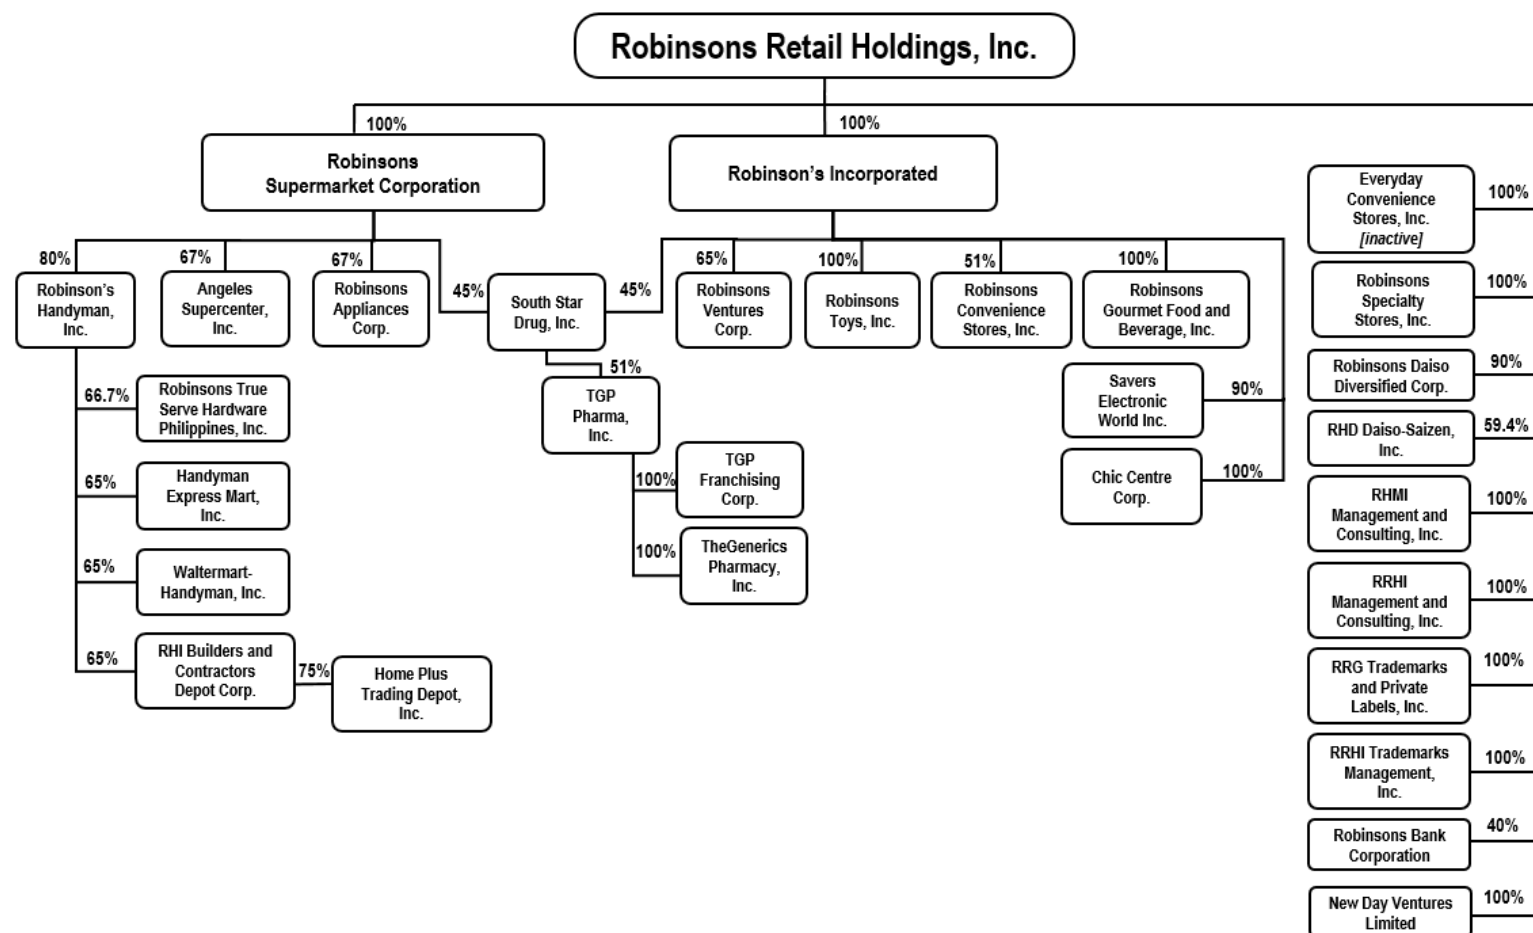 Robinsons Retail Holdings, Inc.
100%
100%
Robinsons
Supermarket Corporation
Robinson's Incorporated
80%
Robinson's
Handyman,
Inc.
67%
Angeles
Supercenter,
Inc.
67%
Robinsons
Appliances
Corp.
45%
South Star
Drug, Inc.
45%
65%
Robinsons
Ventures
Corp.
100%
Robinsons
Toys, Inc.
51%
Robinsons
Convenience
Stores, Inc.
100%
Robinsons
Gourmet Food and
Beverage, Inc.
66.7%
Robinsons True
Serve Hardware
Philippines, Inc.
65%
Handyman
Express Mart,
Inc.
65%
Waltermart-
Handyman, Inc.
65%
RHI Builders and
Contractors
Depot Corp.
75%
Home Plus
Trading Depot,
Inc.
51%
TGP
Pharma,
Inc.
100%
TGP
Franchising
Corp.
100%
TheGenerics
Pharmacy,
Inc.
Savers
Electronic
World Inc.
90%
Chic Centre
Corp.
100%
Everyday
Convenience
Stores, Inc.
[inactive]
100%
Robinsons
Specialty
Stores, Inc.
100%
Robinsons Daiso
Diversified Corp.
90%
RHD Daiso-Saizen,
Inc.
59.4%
RHMI
Management and
Consulting, Inc.
100%
RRHI
Management and
Consulting, Inc.
100%
RRG Trademarks
and Private
Labels, Inc.
100%
RRHI Trademarks
Management,
Inc.
100%
Robinsons Bank
Corporation
40%
New Day Ventures
Limited
100%